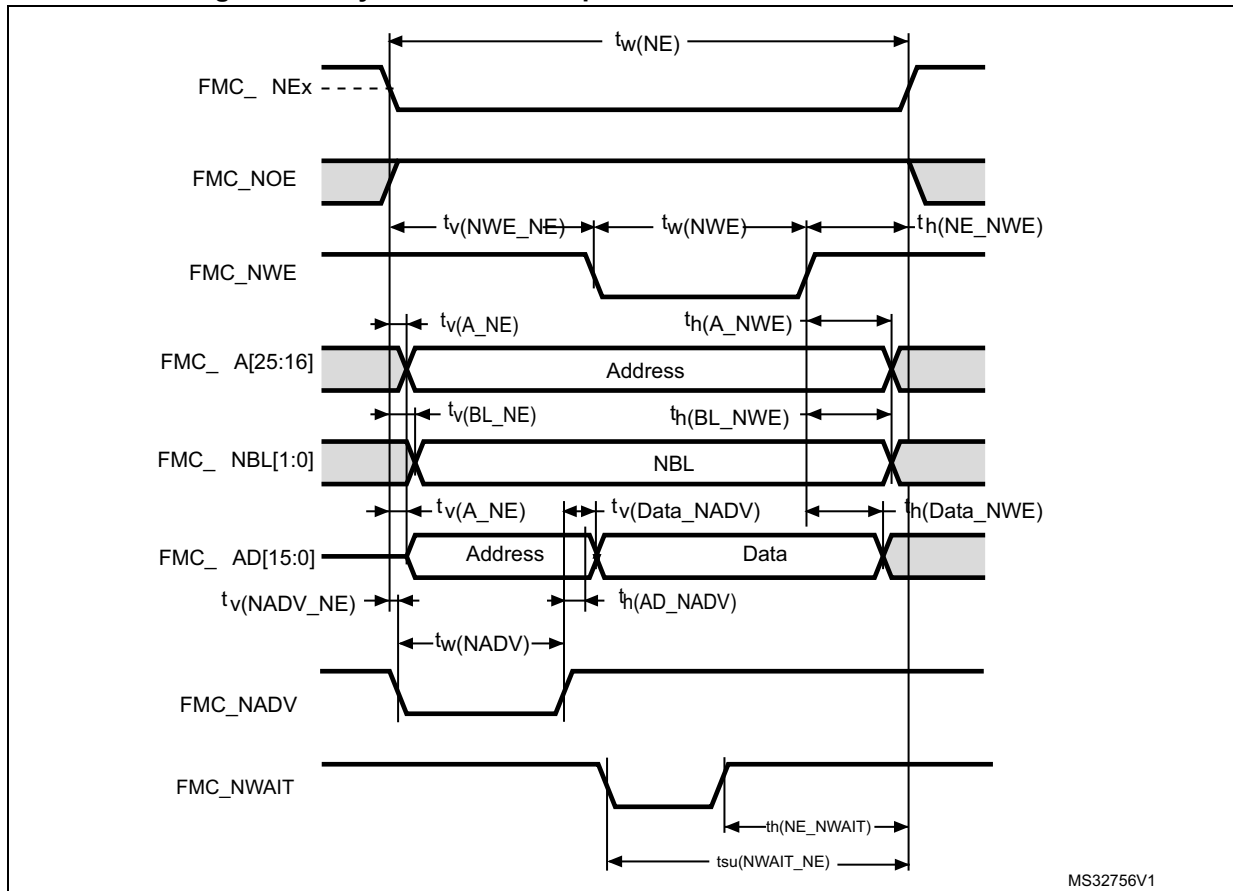 tw(NE)
FMC_ NEx
FMC_NOE
tv(NWE_NE)
tw(NWE)
th(NE_NWE)
FMC_NWE
tv(A_NE)
th(A_NWE)
FMC_ A[25:16]
Address
tv(BL_NE)
th(BL_NWE)
FMC_ NBL[1:0]
NBL
tv(A_NE)
tv(Data_NADV)
th(Data_NWE)
FMC_ AD[15:0]
Address
Data
tv(NADV_NE)
th(AD_NADV)
tw(NADV)
FMC_NADV
FMC_NWAIT
th(NE_NWAIT)
tsu(NWAIT_NE)
MS32756V1